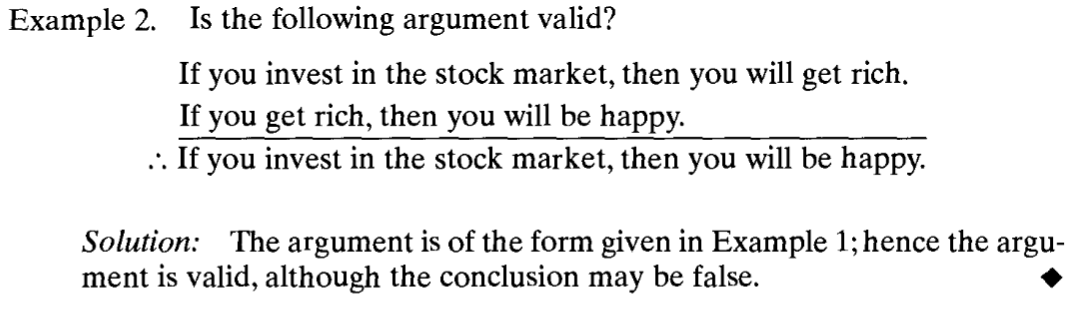 Example 2. Is the following argument valid?
If you invest in the stock market, then you will get rich.
If you get rich, then you will be happy.
∴ If you invest in the stock market, then you will be happy.
Solution: The argument is of the form given in Example 1; hence the argu-
ment is valid, although the conclusion may be false. ◆